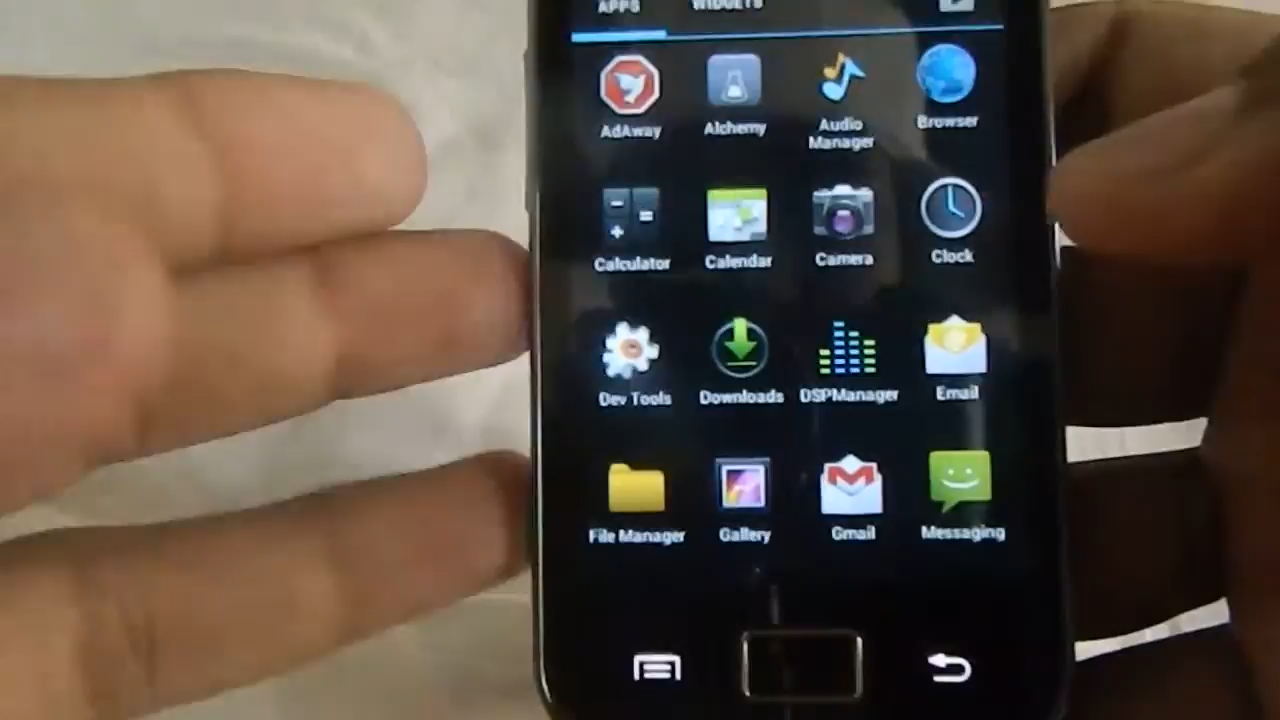 APPS WIDGETS
AdAway Alchemy Audio Manager Browser
Calculator Calendar Camera Clock
Dev Tools Downloads DSPManager Email
File Manager Gallery Gmail Messaging